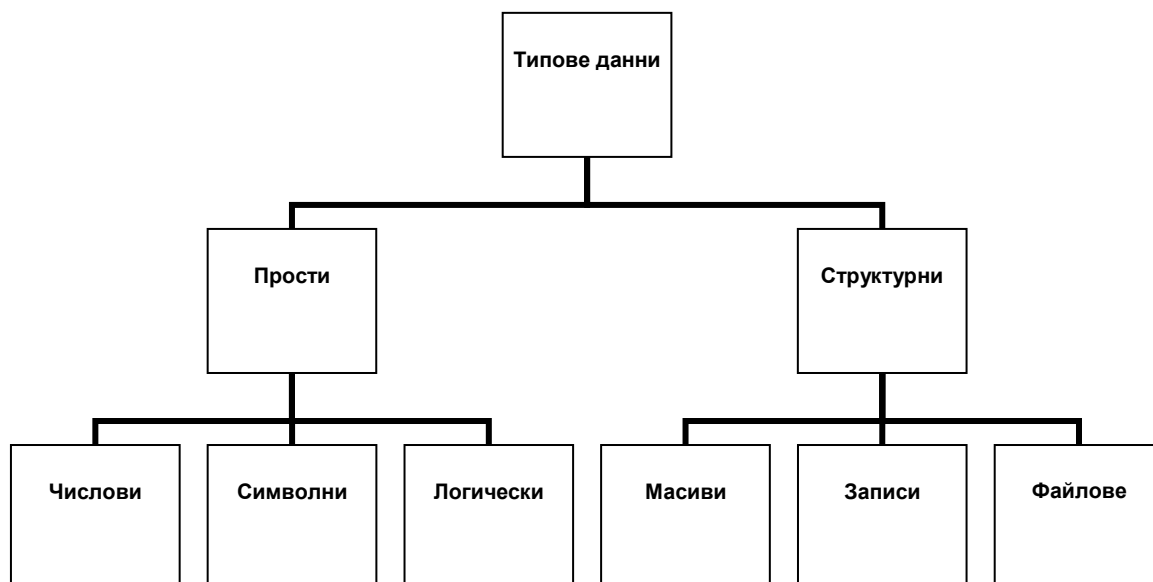 Типове данни
Прости
Структурни
Числови
Символни
Логически
Масиви
Записи
Файлове